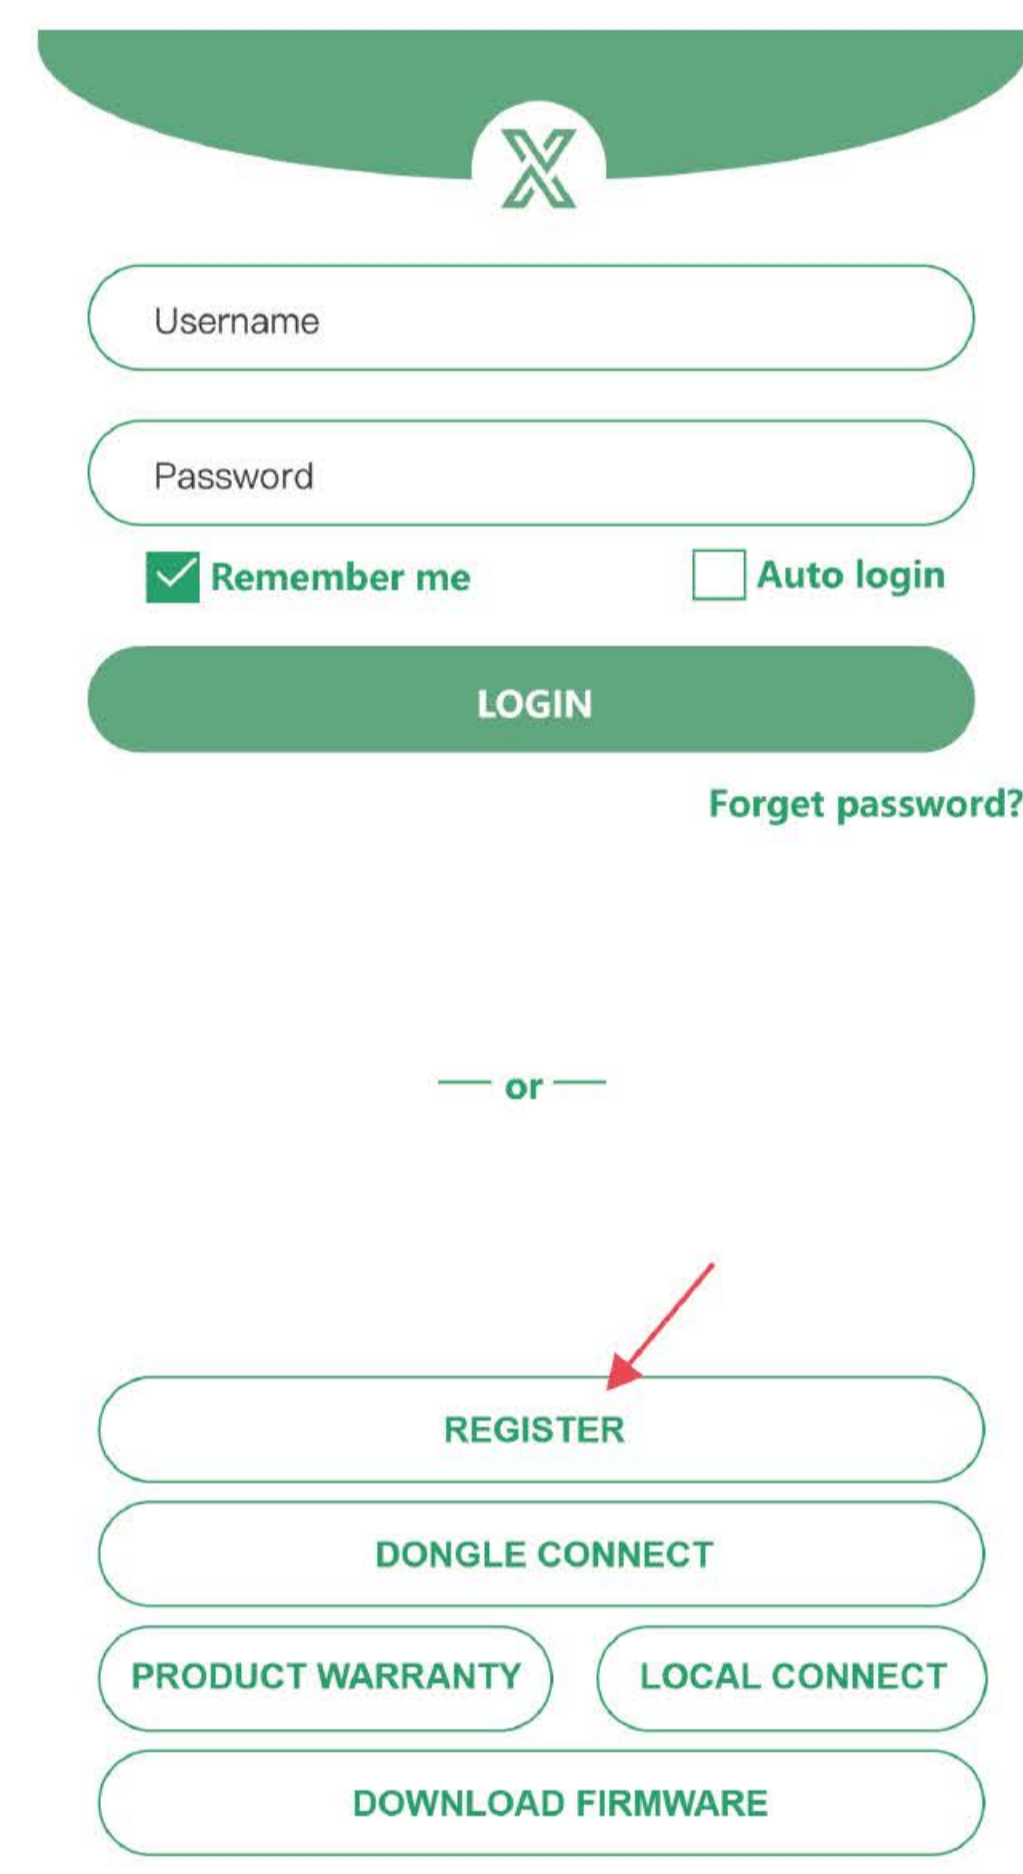 Username
Password
Remember me
Auto login
LOGIN
Forget password?
or
REGISTER
DONGLE CONNECT
PRODUCT WARRANTY
LOCAL CONNECT
DOWNLOAD FIRMWARE